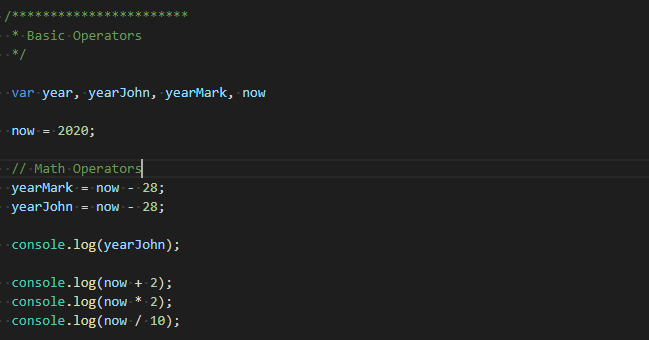 /***********************
* Basic Operators
*/
var year, yearJohn, yearMark, now
now = 2020;
// Math Operators
yearMark = now - 28;
yearJohn = now - 28;
console.log(yearJohn);
console.log(now + 2);
console.log(now * 2);
console.log(now / 10);